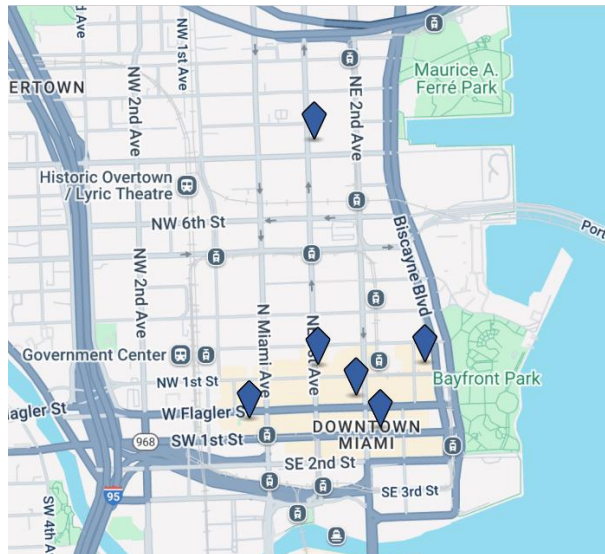 NW 1st Ave
NW 2nd Ave
NE 2nd Ave
Maurice A.
Ferré Park
Historic Overtown
/ Lyric Theatre
NW 6th St
Biscayne Blvd
Port
NW 2nd Ave
N Miami Ave
Government Center
NW 1st St
Bayfront Park
lagler St
W Flagler S
968
SW 1st St
DOWNTOWN
MIAMI
SE 2nd St
95
SE 3rd St
SW 4th A
ERTOWN